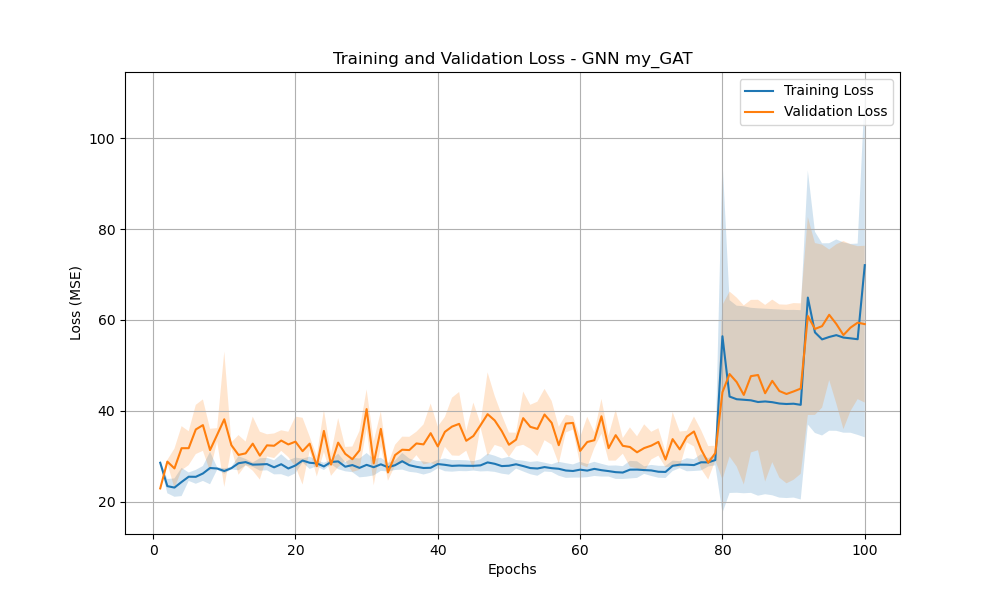 Training and Validation Loss - GNN my_GAT
Training Loss
Validation Loss
Loss (MSE)
100
80
60
40
20
0 20 40 60 80 100
Epochs